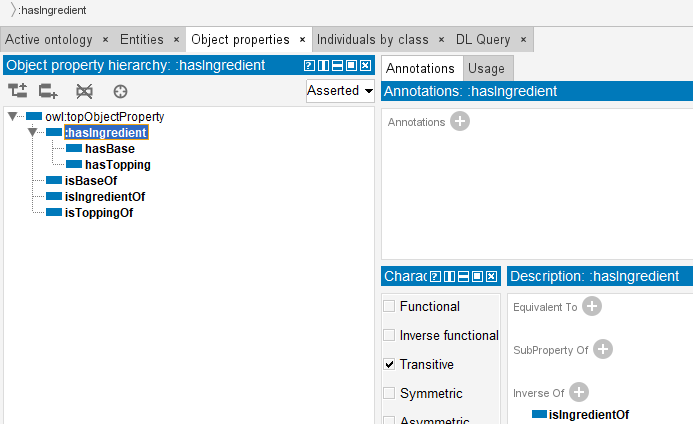 :hasIngredient
Active ontology × Entities × Object properties × Individuals by class × DL Query ×
Object property hierarchy: :hasIngredient
Asserted
owl:topObjectProperty
:hasIngredient
hasBase
hasTopping
isBaseOf
isIngredientOf
isToppingOf
Annotations Usage
Annotations: :hasIngredient
Annotations
Charac
Functional
Inverse functional
Transitive
Symmetric
Asymmetric
Description: :hasIngredient
Equivalent To
SubProperty Of
Inverse Of
isIngredientOf